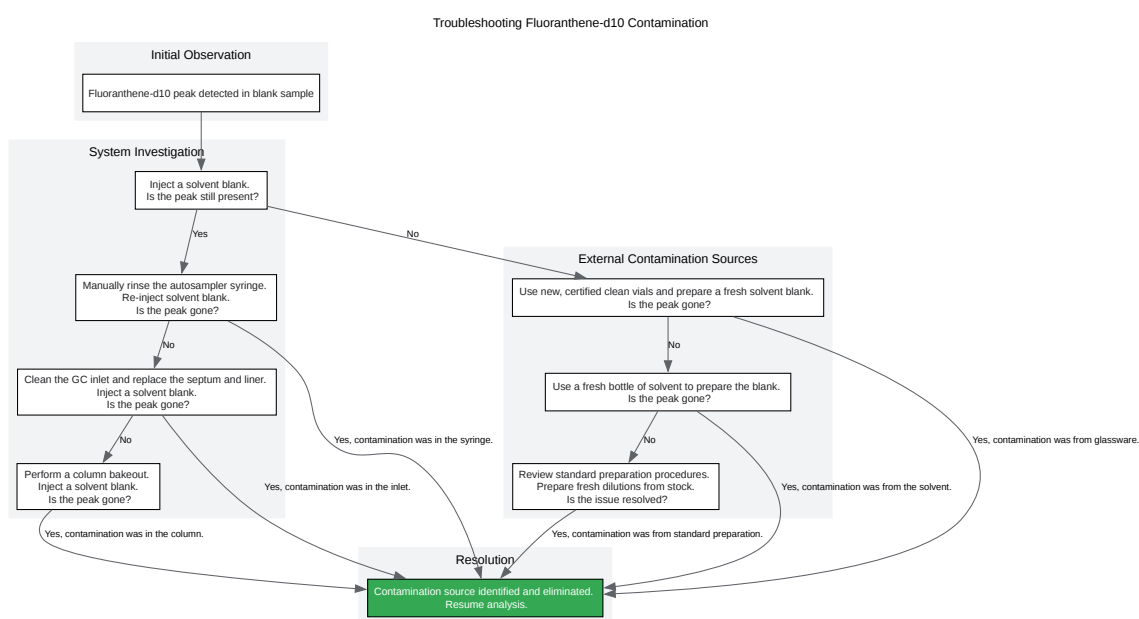 Troubleshooting Fluoranthene-d10 Contamination
Initial Observation
Fluoranthene-d10 peak detected in blank sample
System Investigation
Inject a solvent blank.
Is the peak still present?
Yes
No
Manually rinse the autosampler syringe.
Re-inject solvent blank.
Is the peak gone?
No
Clean the GC inlet and replace the septum and liner.
Inject a solvent blank.
Is the peak gone?
No
Perform a column bakeout.
Inject a solvent blank.
Is the peak gone?
Yes, contamination was in the syringe.
Yes, contamination was in the inlet.
Yes, contamination was in the column.
External Contamination Sources
Use new, certified clean vials and prepare a fresh solvent blank.
Is the peak gone?
No
Use a fresh bottle of solvent to prepare the blank.
Is the peak gone?
No
Review standard preparation procedures.
Prepare fresh dilutions from stock.
Is the issue resolved?
Yes, contamination was from glassware.
Yes, contamination was from the solvent.
Yes, contamination was from standard preparation.
Resolution
Contamination source identified and eliminated.
Resume analysis.